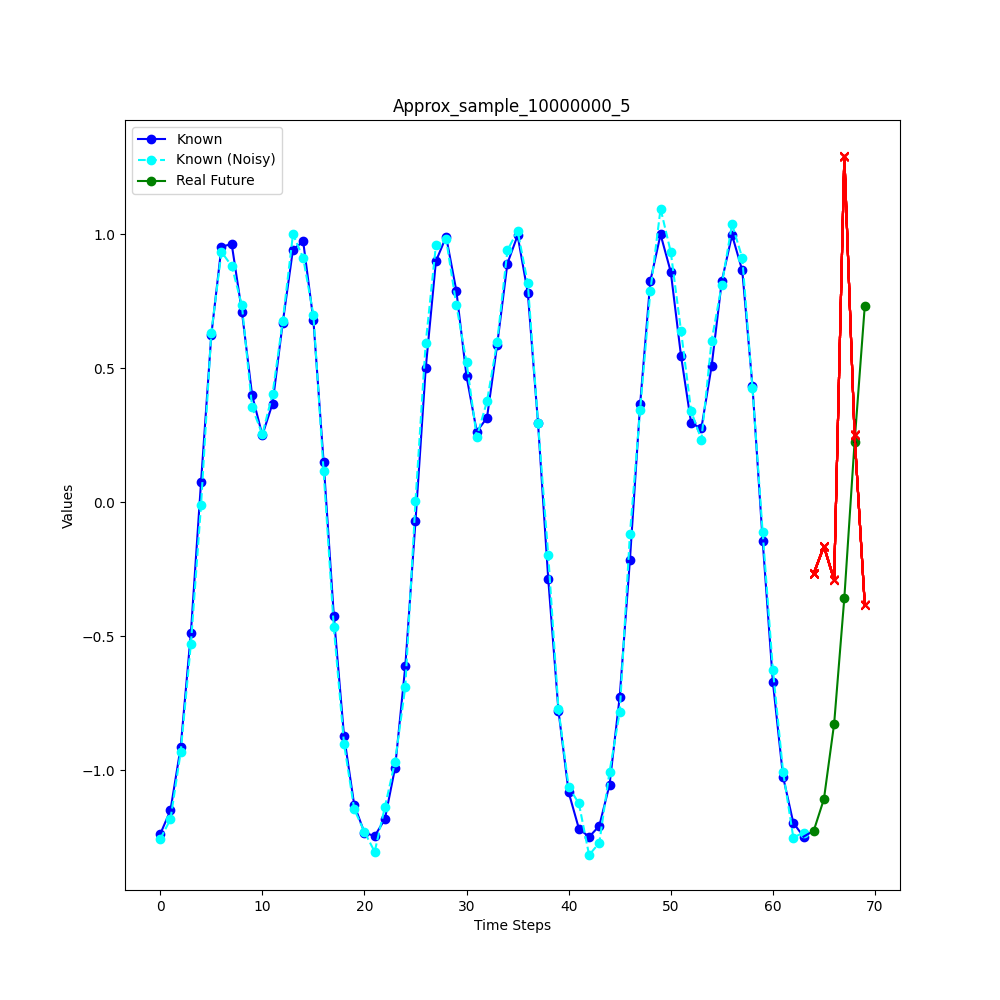 Approx_sample_10000000_5
Known
Known (Noisy)
Real Future
1.0
0.5
0.0
−0.5
−1.0
Values
0 10 20 30 40 50 60 70
Time Steps